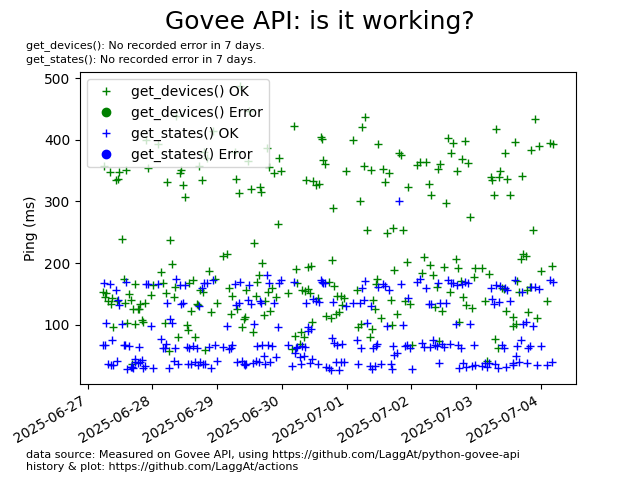 Govee API: is it working?
get_devices(): No recorded error in 7 days.
get_states(): No recorded error in 7 days.
get_devices() OK
get_devices() Error
get_states() OK
get_states() Error
500
400
300
200
100
Ping (ms)
2025-06-27
2025-06-28
2025-06-29
2025-06-30
2025-07-01
2025-07-02
2025-07-03
2025-07-04
data source: Measured on Govee API, using https://github.com/LaggAt/python-govee-api
history & plot: https://github.com/LaggAt/actions